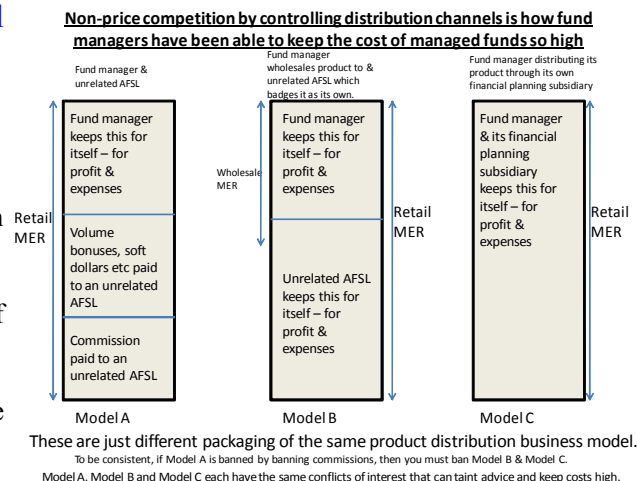 Non-price competition by controlling distribution channels is how fund
managers have been able to keep the cost of managed funds so high
Fund manager &
unrelated AFSL
Fund manager
wholesales product to &
unrelated AFSL which
badges it as its own.
Fund manager distributing its
product through its own
financial planning subsidiary
Retail
MER
Fund manager
keeps this for
itself – for
profit &
expenses
Volume
bonuses, soft
dollars etc paid
to an unrelated
AFSL
Commission
paid to an
unrelated AFSL
Model A
Wholesale
MER
Fund manager
keeps this for
itself – for
profit &
expenses
Unrelated AFSL
keeps this for
itself – for
profit &
expenses
Retail
MER
Model B
Fund manager
& its financial
planning
subsidiary
keeps this for
itself – for
profit &
expenses
Retail
MER
Model C
These are just different packaging of the same product distribution business model.
To be consistent, if Model A is banned by banning commissions, then you must ban Model B & Model C.
Model A, Model B and Model C each have the same conflicts of interest that can taint advice and keep costs high.